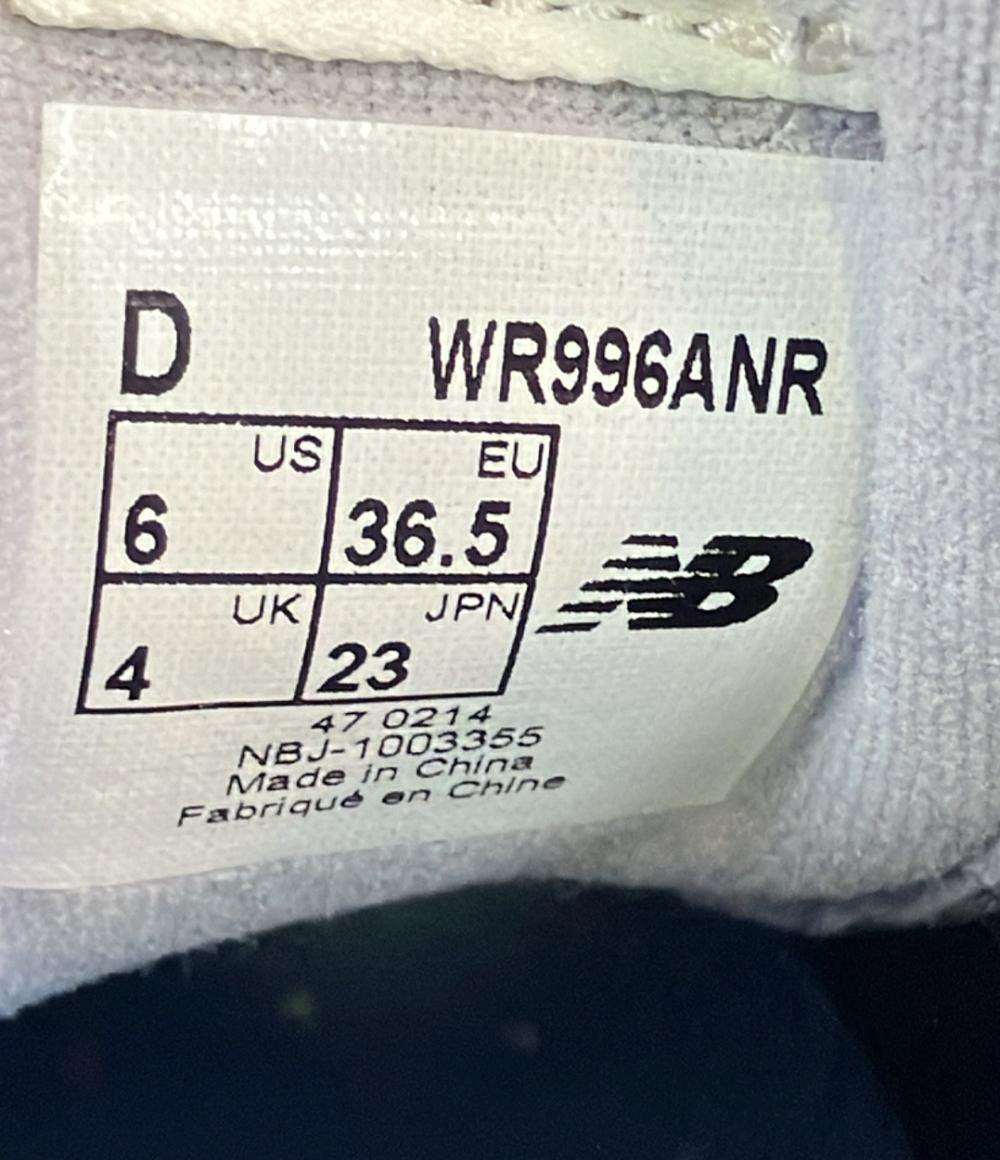 D WR996ANR
US EU
6 36.5
UK JPN
4 23
NB
47 0214
NBJ-1003355
Made in China
Fabriqué en Chine